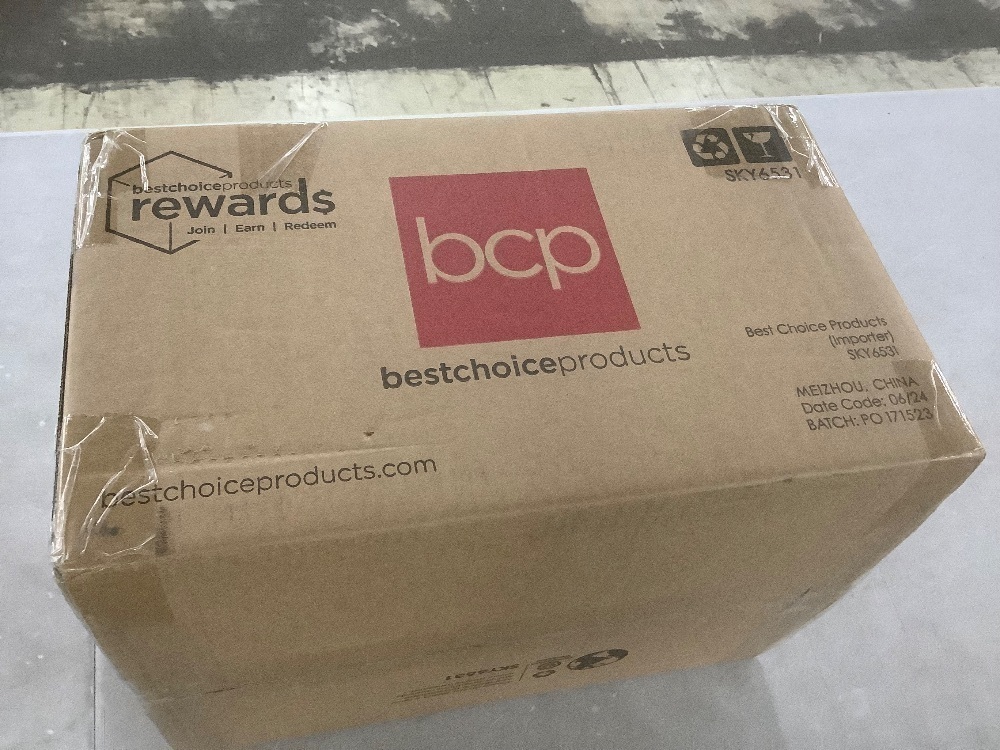 bestchoiceproducts
rewards
Join | Earn | Redeem
bcp
bestchoiceproducts
SKY6531
Best Choice Products
(Importer)
SKY6531
MEIZHOU, CHINA
Date Code: 06/24
BATCH: PO 171523
bestchoiceproducts.com
SKY6531